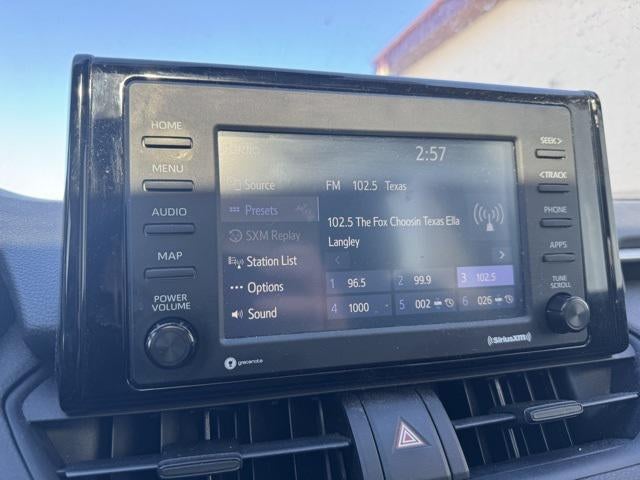 HOME
MENU
AUDIO
MAP
POWER
VOLUME
gracenote
Radio
2:57
Source
Presets
SXM Replay
Station List
Options
Sound
FM 102.5 Texas
102.5 The Fox Choosin Texas Ella
Langley
1 96.5
2 99.9
3 102.5
4 1000
5 002
6 026
SEEK>
<TRACK
PHONE
APPS
TUNE
SCROLL
SiriusXM